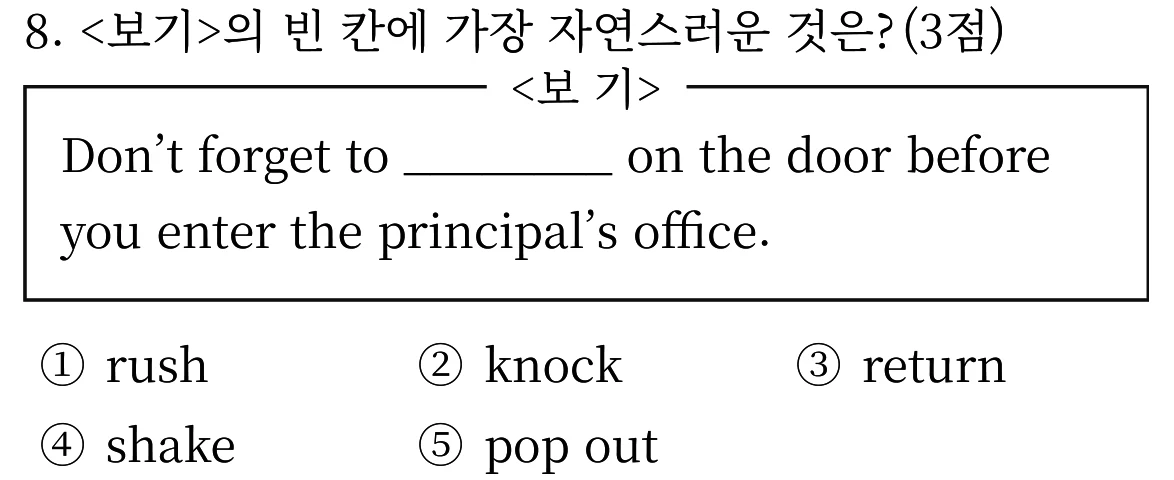 8. <보기>의 빈 칸에 가장 자연스러운 것은?(3점)
<보 기>
Don’t forget to ________ on the door before
you enter the principal’s office.
① rush ② knock ③ return
④ shake ⑤ pop out